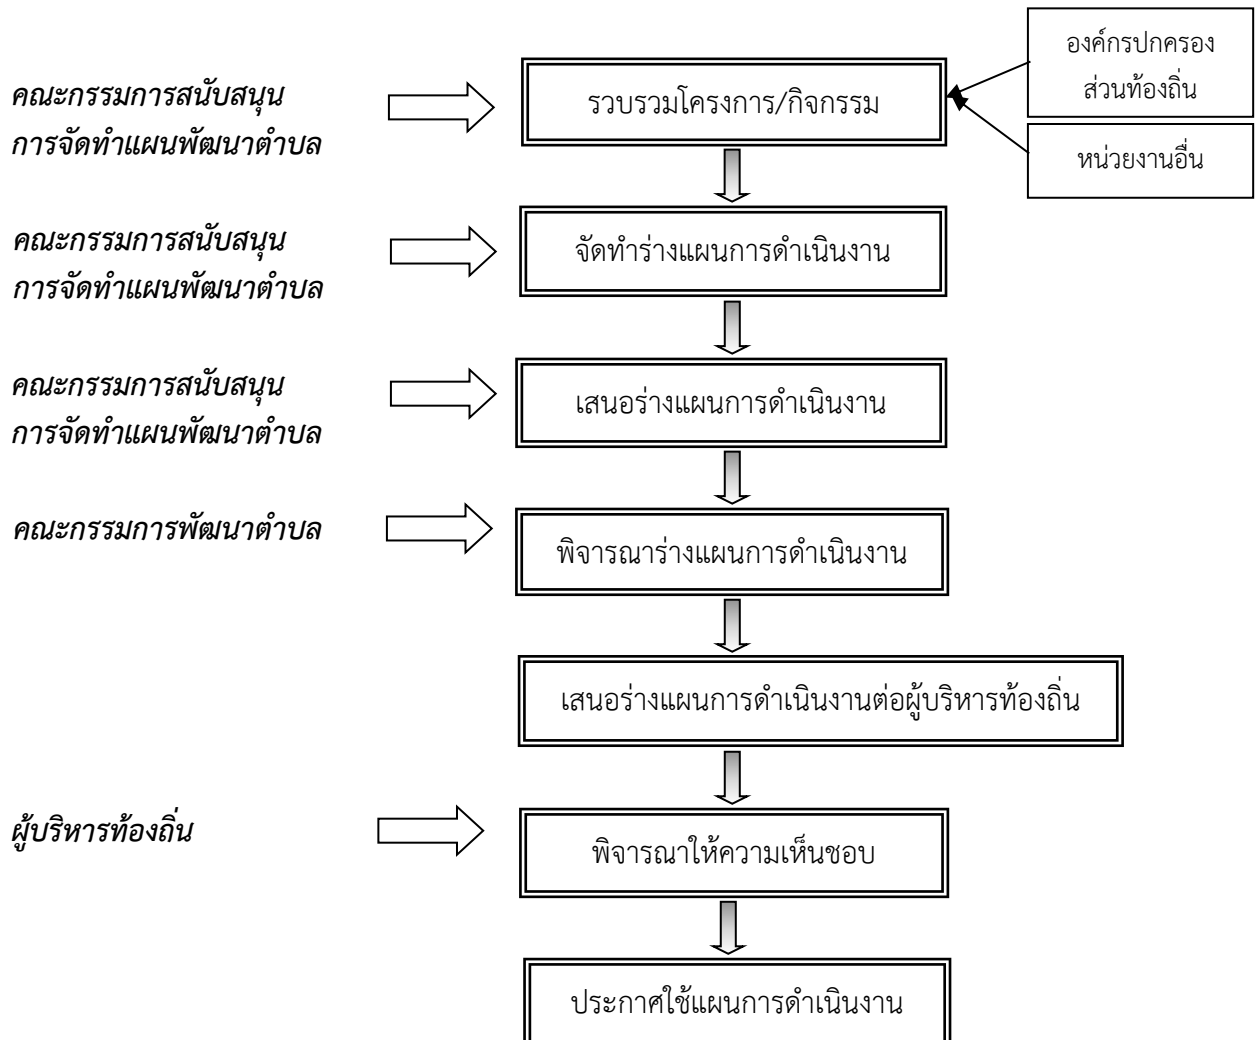 องค์กรปกครอง
ส่วนท้องถิ่น
คณะกรรมการสนับสนุน
การจัดทำแผนพัฒนาตำบล
รวบรวมโครงการ/กิจกรรม
หน่วยงานอื่น
คณะกรรมการสนับสนุน
การจัดทำแผนพัฒนาตำบล
จัดทำร่างแผนการดำเนินงาน
คณะกรรมการสนับสนุน
การจัดทำแผนพัฒนาตำบล
เสนอร่างแผนการดำเนินงาน
คณะกรรมการพัฒนาตำบล
พิจารณาร่างแผนการดำเนินงาน
เสนอร่างแผนการดำเนินงานต่อผู้บริหารท้องถิ่น
ผู้บริหารท้องถิ่น
พิจารณาให้ความเห็นชอบ
ประกาศใช้แผนการดำเนินงาน